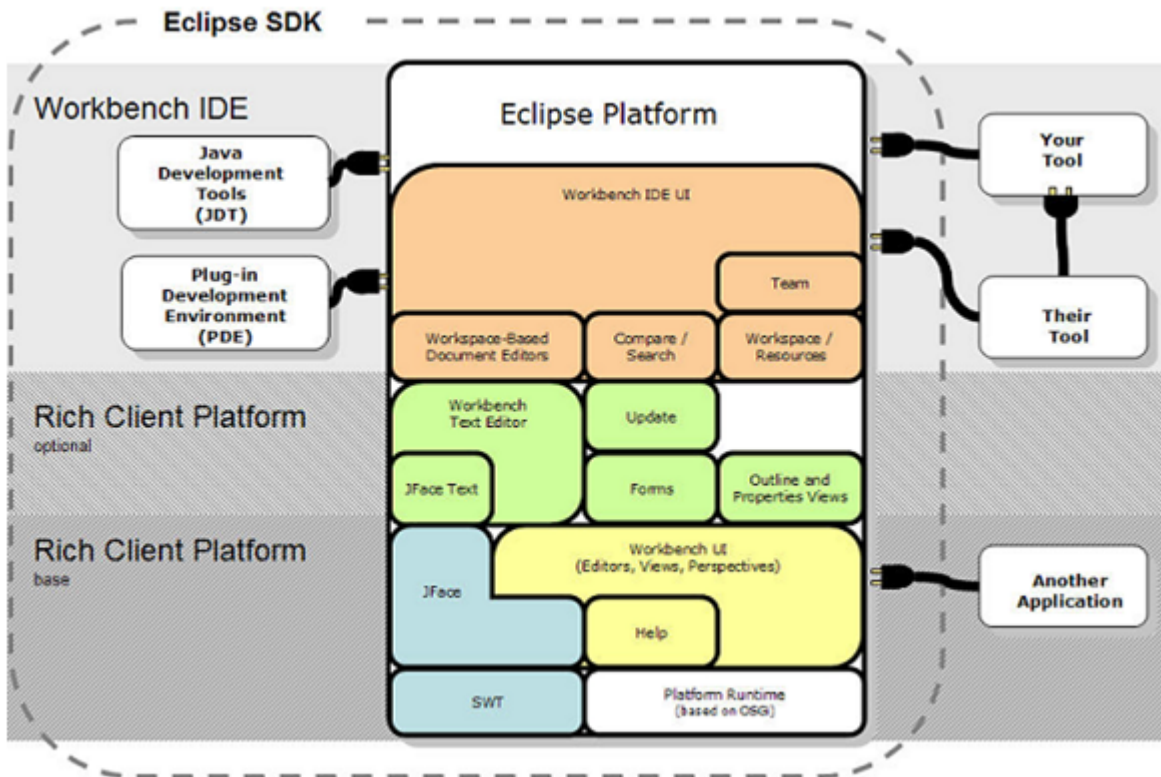 Eclipse SDK
Workbench IDE
Eclipse Platform
Java
Development
Tools
(JDT)
Your
Tool
Workbench IDE UI
Plug-in
Development
Environment
(PDE)
Team
Their
Tool
Workspace-Based
Document Editors
Compare /
Search
Workspace /
Resources
Rich Client Platform
optional
Workbench
Text Editor
Update
JFace Text
Forms
Outline and
Properties Views
Rich Client Platform
base
JFace
Workbench UI
(Editors, Views, Perspectives)
Another
Application
Help
SWT
Platform Runtime
(based on OSGi)